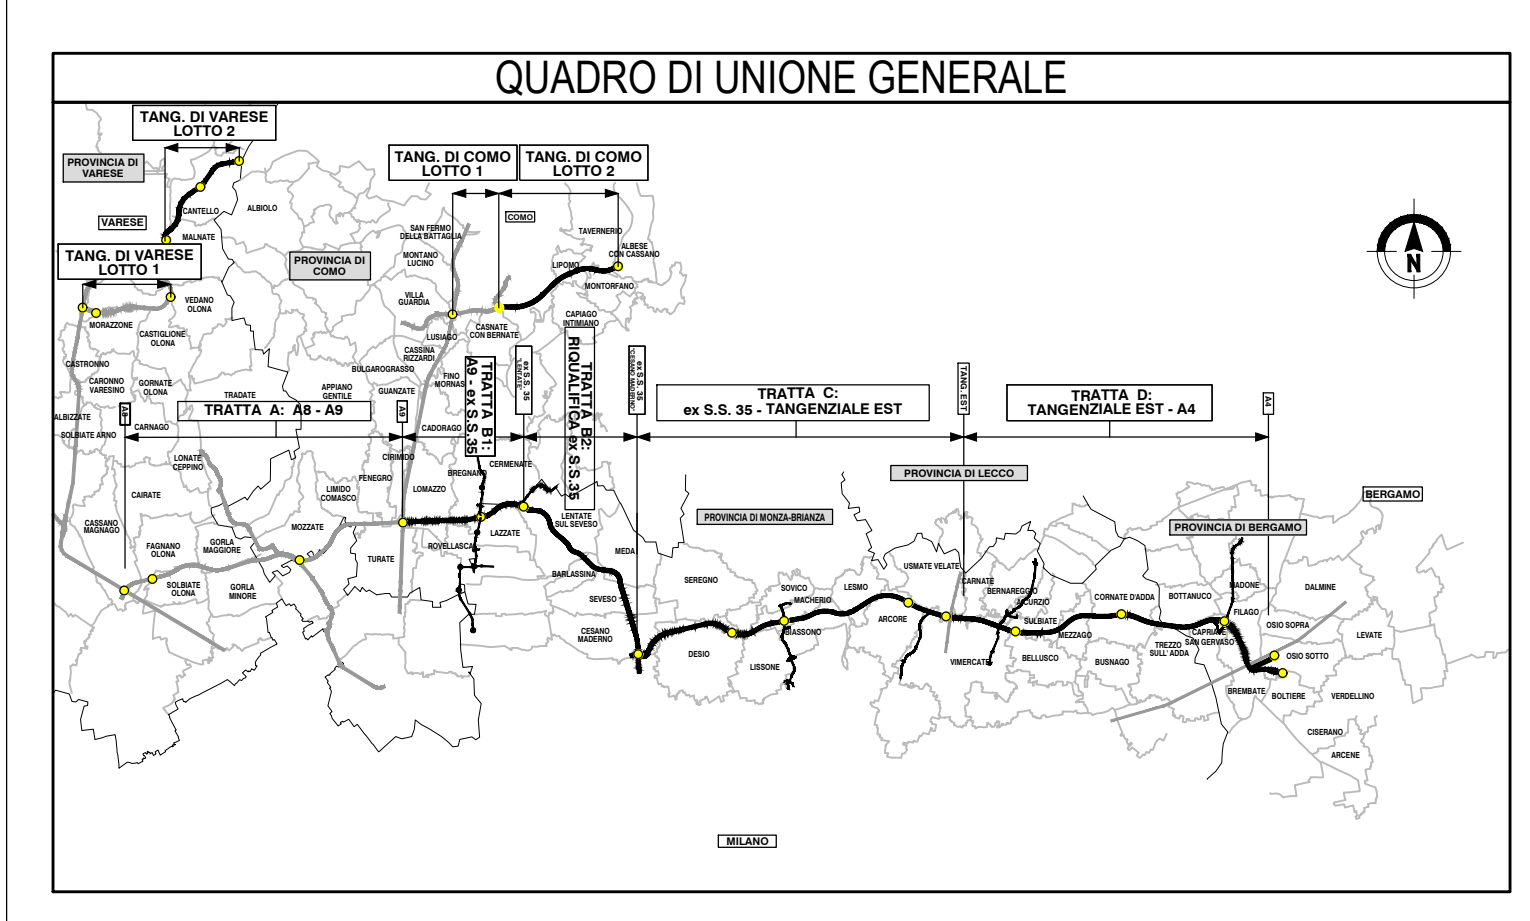 QUADRO DI UNIONE GENERALE
TANG. DI VARESE
LOTTO 2
PROVINCIA DI
VARESE
CANTELLO
ALBIOLO
VARESE
MALNATE
TANG. DI VARESE
LOTTO 1
VEDANO
OLONA
MORAZZONE
CASTIGLIONE
OLONA
TANG. DI COMO
LOTTO 1
TANG. DI COMO
LOTTO 2
COMO
PROVINCIA DI
COMO
SAN FERMO
DELLA BATTAGLIA
MONTANO
LUCINO
TAVERNERIO
ALBESE
CON CASSANO
LIPOMO
MONTORFANO
VILLA
GUARDIA
CAPIAGO
INTIMIANO
CASNATE
CON BERNATE
LUSIAGO
CASSINA
RIZZARDI
BULGAROGRASSO
FINO
MORNAS
GUANZATE
APPIANO
GENTILE
CASTRONNO
CARONNO
VARESINO
GORNATE
OLONA
TRADATE
ALBIZZATE
SOLBIATE ARNO
CARNAGO
A8
TRATTA A: A8 - A9
A9
TRATTA B1:
A9 - ex S.S.35
ex S.S. 35
"LENTATE"
TRATTA B2:
RIQUALIFICA ex S.S.35
ex S.S. 35
"CESANO MADERNO"
TRATTA C:
ex S.S. 35 - TANGENZIALE EST
TANG. EST
TRATTA D:
TANGENZIALE EST - A4
A4
N
CADORAGO
CIRIMIDO
LONATE
CEPPINO
FENEGRO
LIMIDO
COMASCO
LOMAZZO
BREGNANO
CERMENATE
CAIRATE
CASSANO
MAGNAGO
MOZZATE
GORLA
MAGGIORE
FAGNANO
OLONA
SOLBIATE
OLONA
GORLA
MINORE
TURATE
ROVELLASCA
LAZZATE
LENTATE
SUL SEVESO
MEDA
BARLASSINA
SEVESO
CESANO
MADERNO
PROVINCIA DI LECCO
PROVINCIA DI MONZA-BRIANZA
BERGAMO
PROVINCIA DI BERGAMO
SEREGNO
SOVICO
MACHERIO
LESMO
USMATE VELATE
CARNATE
BERNAREGGIO
AICURZIO
SULBIATE
MEZZAGO
CORNATE D'ADDA
BOTTANUCO
MADONE
FILAGO
DALMINE
OSIO SOPRA
LEVATE
OSIO SOTTO
DESIO
LISSONE
BIASSONO
ARCORE
VIMERCATE
BELLUSCO
BUSNAGO
TREZZO
SULL' ADDA
CAPRIATE
SAN GERVASO
BREMBATE
BOLTIERE
VERDELLINO
CISERANO
ARCENE
MILANO